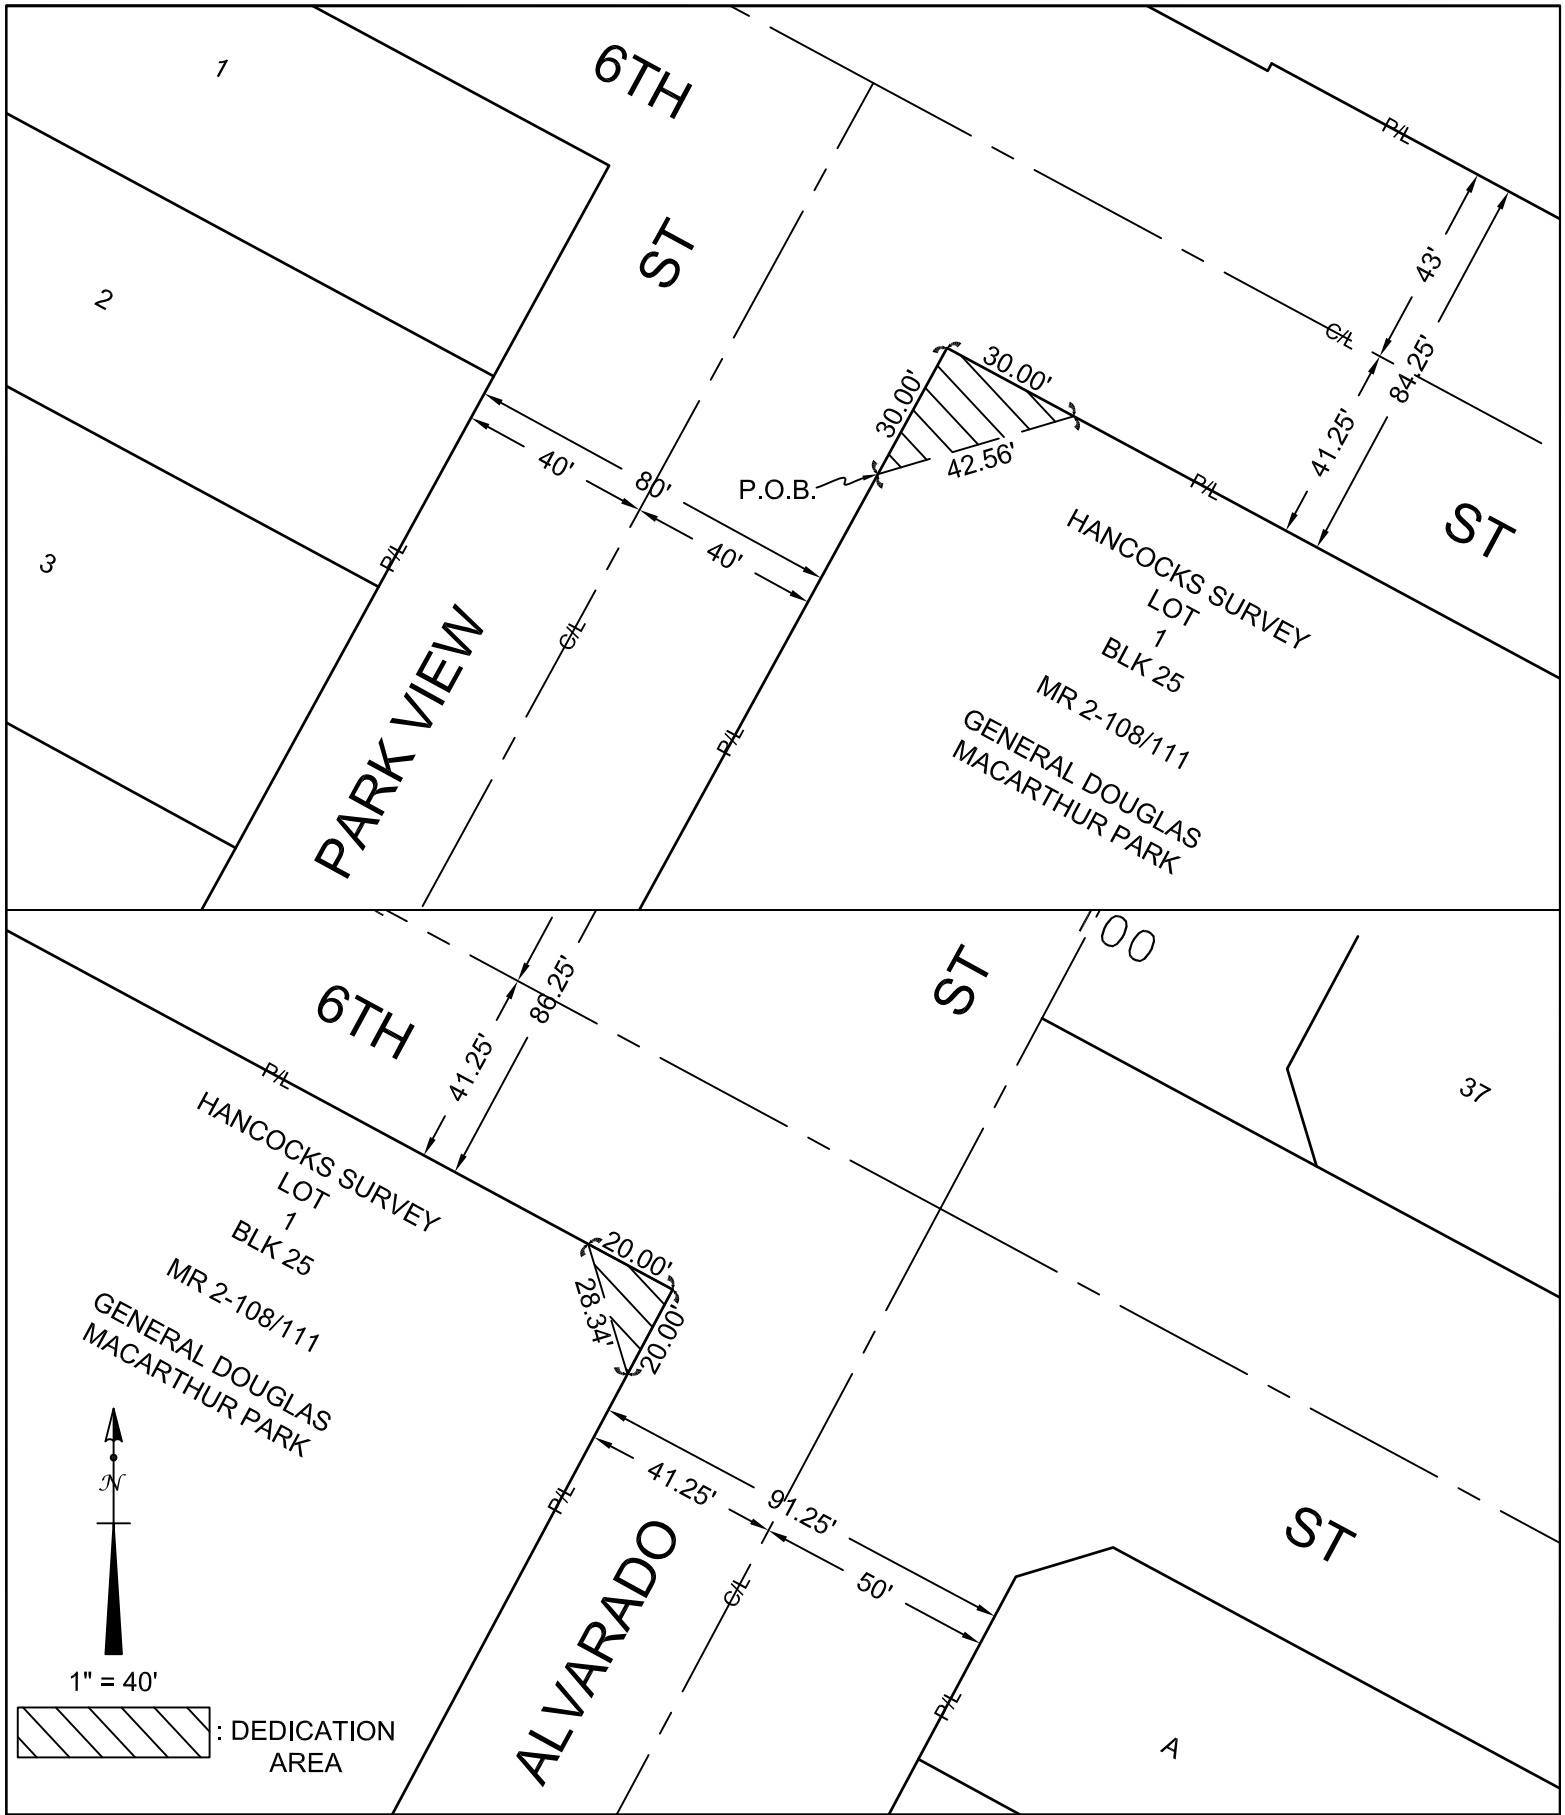 1
6TH
P/L
ST
2
43'
C/L
84.25'
30.00'
30.00'
41.25'
42.56'
40'
80'
P.O.B.
P/L
ST
40'
3
P/L
HANCOCKS SURVEY
LOT
1
BLK 25
C/L
PARK VIEW
MR 2-108/111
P/L
GENERAL DOUGLAS
MACARTHUR PARK
'00
ST
86.25'
6TH
41.25'
P/L
37
HANCOCKS SURVEY
LOT
1
BLK 25
20.00'
MR 2-108/111
28.34'
20.00'
GENERAL DOUGLAS
MACARTHUR PARK
N
41.25'
91.25'
P/L
ST
50'
C/L
ALVARADO
1" = 40'
P/L
: DEDICATION
AREA
A